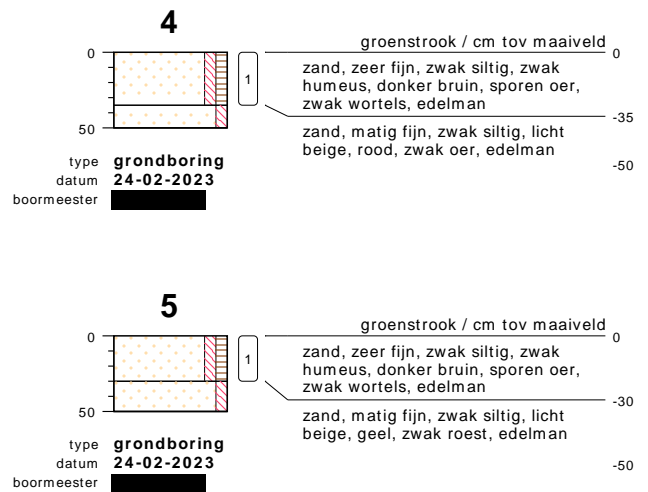 4
groenstrook / cm tov maaiveld
0
0
zand, zeer fijn, zwak siltig, zwak
humeus, donker bruin, sporen oer,
zwak wortels, edelman
1
-35
50
zand, matig fijn, zwak siltig, licht
beige, rood, zwak oer, edelman
-50
type grondboring
datum 24-02-2023
boormeester
5
groenstrook / cm tov maaiveld
0
0
zand, zeer fijn, zwak siltig, zwak
humeus, donker bruin, sporen oer,
zwak wortels, edelman
1
-30
50
zand, matig fijn, zwak siltig, licht
beige, geel, zwak roest, edelman
-50
type grondboring
datum 24-02-2023
boormeester